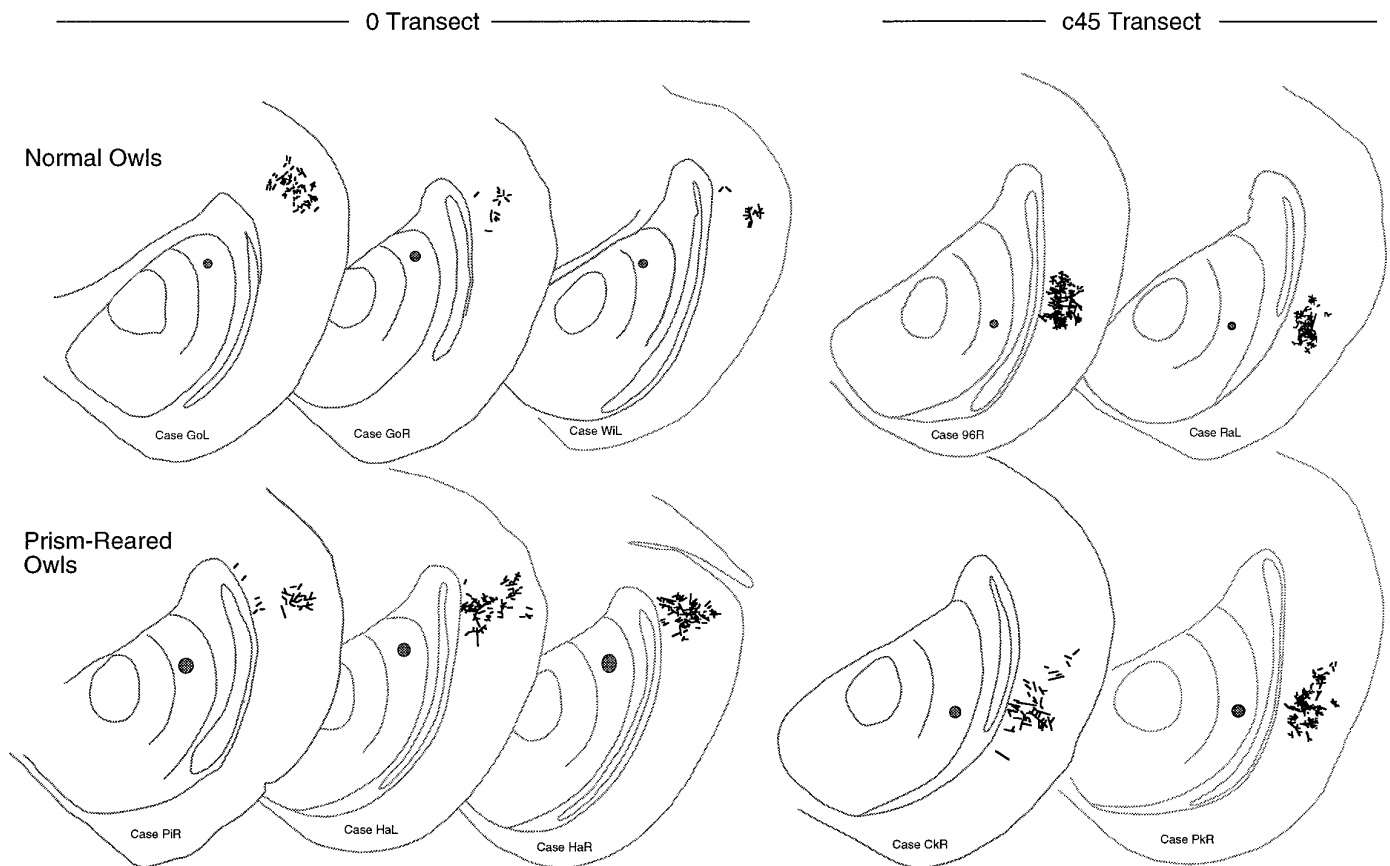 0 Transect
c45 Transect
Normal Owls
Case GoL
Case GoR
Case WiL
Case 96R
Case RaL
Prism-Reared
Owls
Case PiR
Case HaL
Case HaR
Case CkR
Case PkR